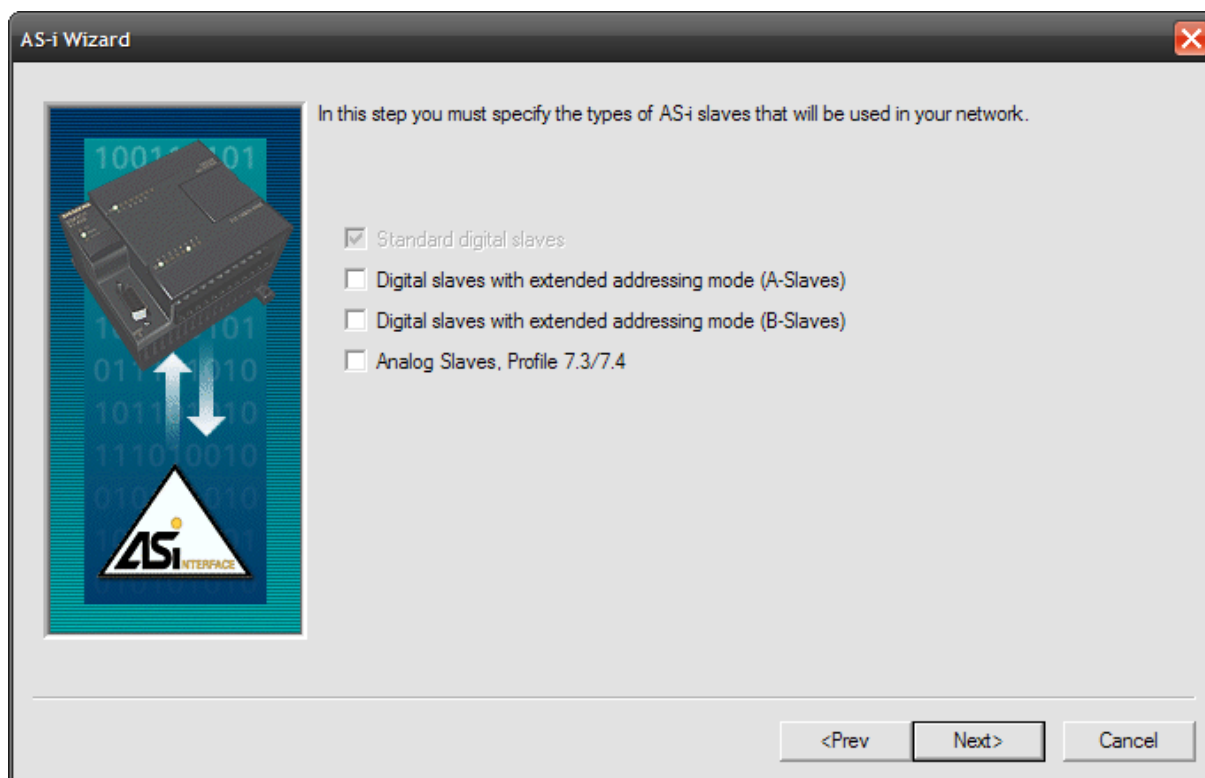 AS-i Wizard
In this step you must specify the types of AS-i slaves that will be used in your network.
Standard digital slaves
Digital slaves with extended addressing mode (A-Slaves)
Digital slaves with extended addressing mode (B-Slaves)
Analog Slaves, Profile 7.3/7.4
111010010
ASi INTERFACE
<Prev
Next>
Cancel